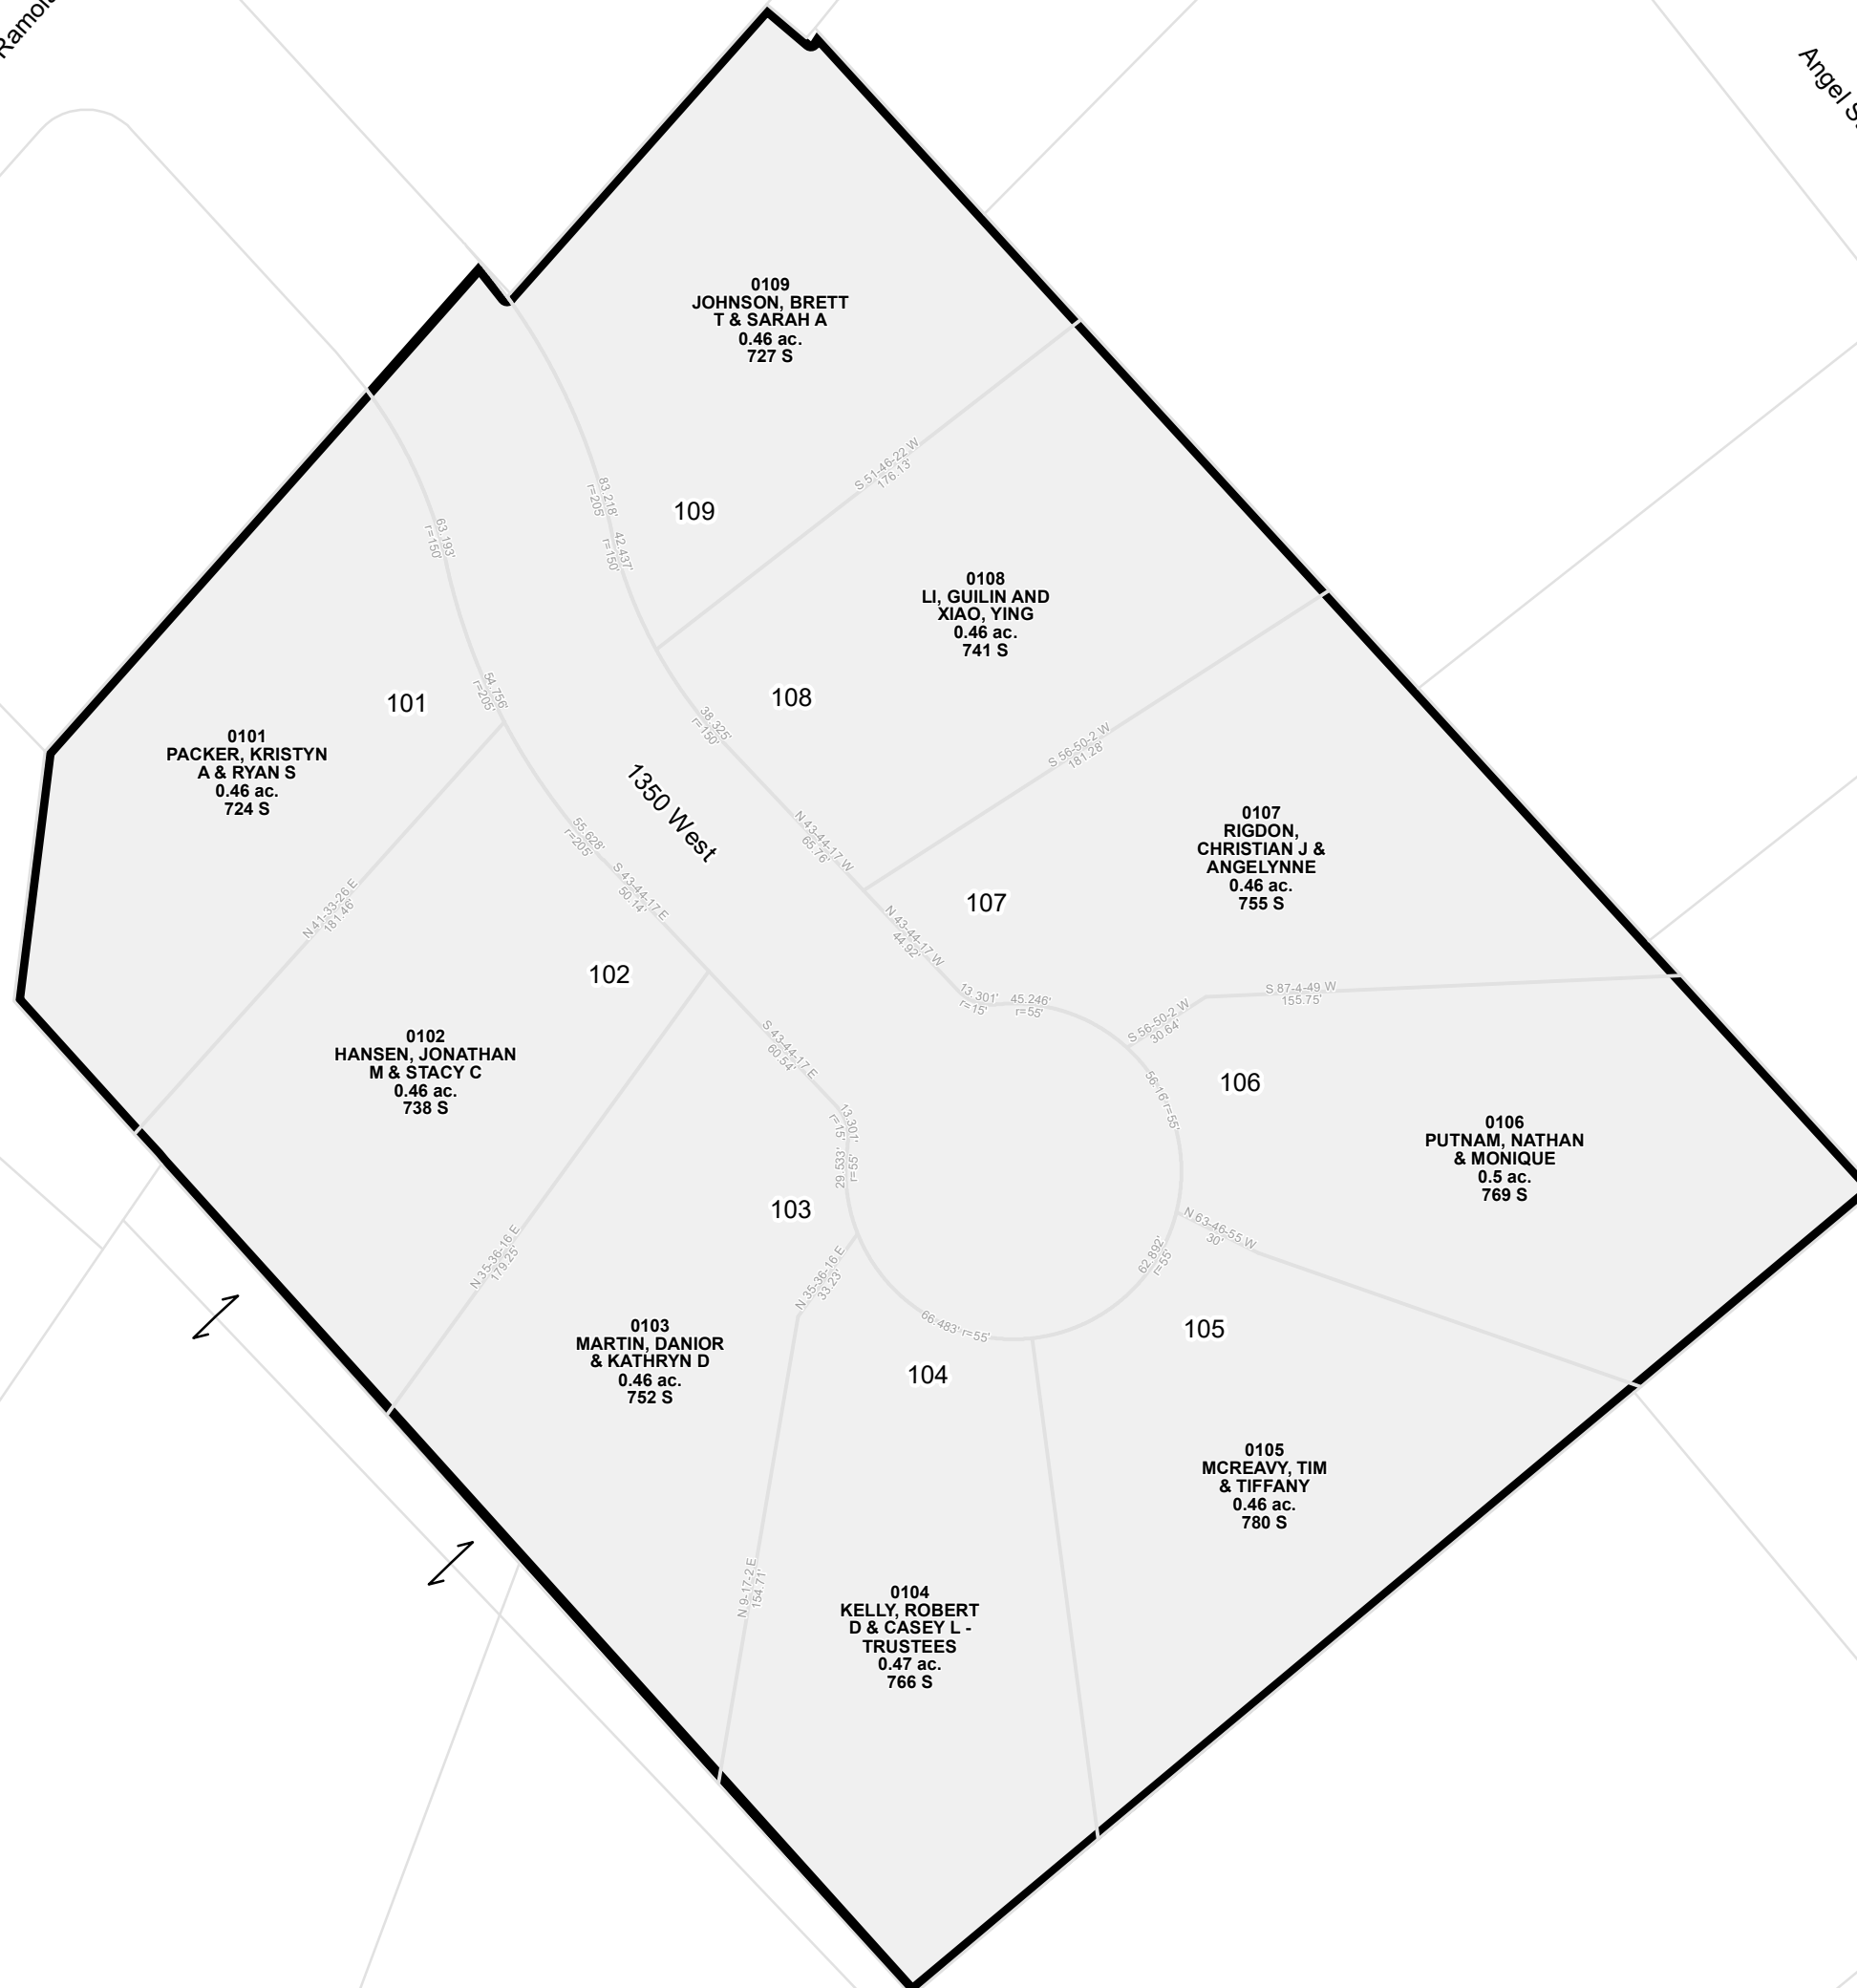 Angel S
0109
JOHNSON, BRETT
T & SARAH A
0.46 ac.
727 S
83.218'
r=205'
109
S 51-46-22 W
176.13'
63.193'
r=150'
42.437'
r=150'
0108
LI, GUILIN AND
XIAO, YING
0.46 ac.
741 S
54.756'
r=205'
101
108
38.325'
r=150'
0101
PACKER, KRISTYN
A & RYAN S
0.46 ac.
724 S
S 56-50-2 W
181.28'
1350 West
55.628'
r=205'
N 43-44-17 W
65.76'
0107
RIGDON,
CHRISTIAN J &
ANGELYNNE
0.46 ac.
755 S
S 43-44-17 E
50.14'
N 41-33-26 E
181.46'
107
N 43-44-17 W
44.92'
102
13.301'
r=15'
45.246'
r=55'
S 87-4-49 W
155.75'
S 56-50-2 W
30.64'
0102
HANSEN, JONATHAN
M & STACY C
0.46 ac.
738 S
S 43-44-17 E
60.54'
106
56.16' r=55'
13.301'
r=15'
0106
PUTNAM, NATHAN
& MONIQUE
0.5 ac.
769 S
29.533'
r=55'
103
N 63-46-55 W
30'
N 35-36-16 E
179.25'
N 35-36-16 E
33.23'
62.892'
r=55'
66.483' r=55'
105
0103
MARTIN, DANIOR
& KATHRYN D
0.46 ac.
752 S
104
0105
MCREAVY, TIM
& TIFFANY
0.46 ac.
780 S
N 9-17-2 E
154.71'
0104
KELLY, ROBERT
D & CASEY L -
TRUSTEES
0.47 ac.
766 S